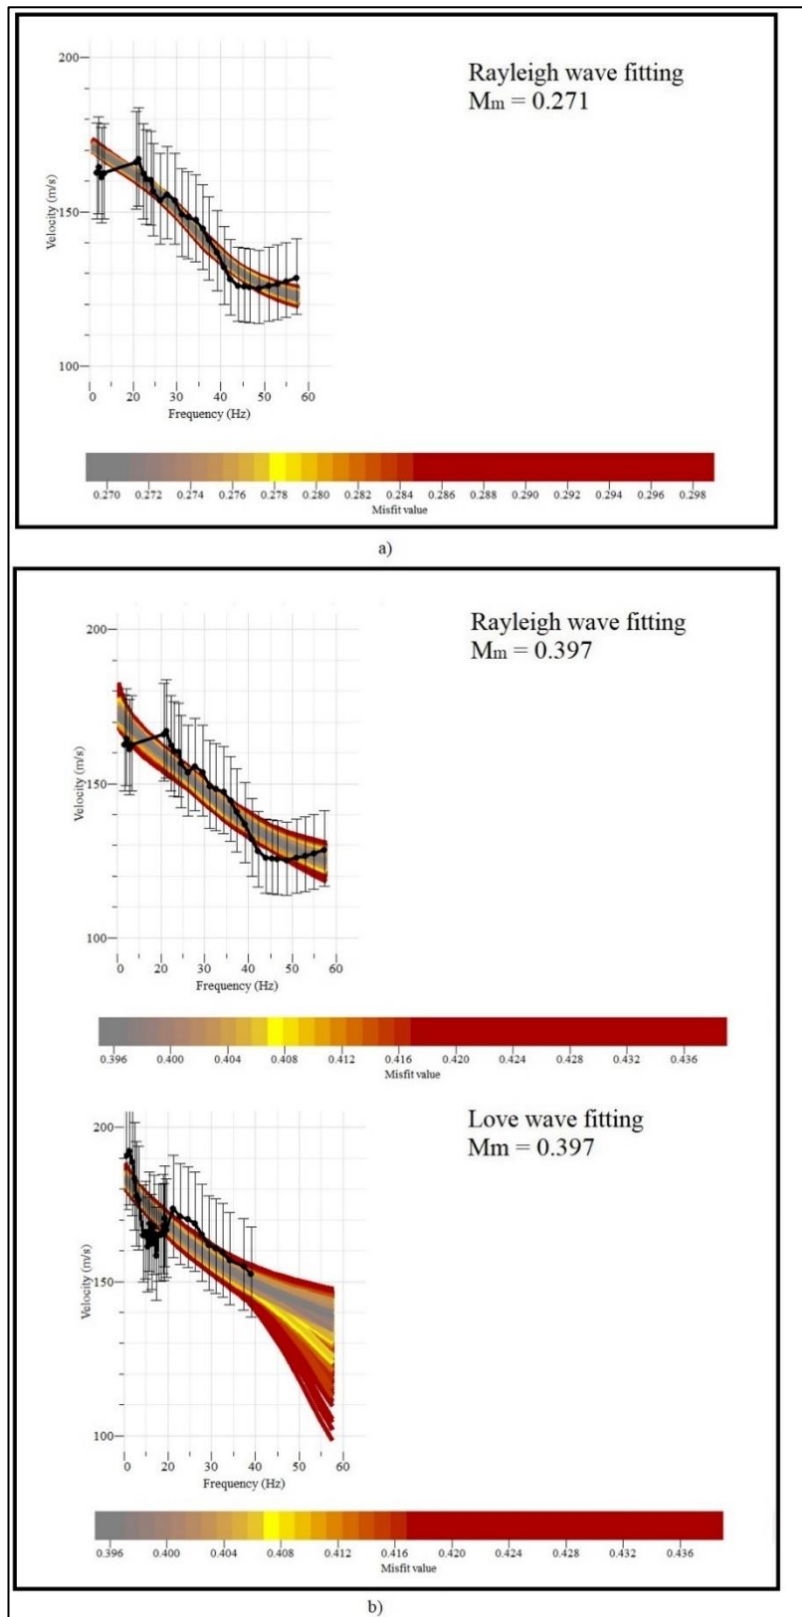 Rayleigh wave fitting
Mm = 0.271
200
150
100
Velocity (m/s)
0 20 30 40 50 60
Frequency (Hz)
0.270 0.272 0.274 0.276 0.278 0.280 0.282 0.284 0.286 0.288 0.290 0.292 0.294 0.296 0.298
Misfit value
a)
Rayleigh wave fitting
Mm = 0.397
200
150
100
Velocity (m/s)
0 20 30 40 50 60
Frequency (Hz)
0.396 0.400 0.404 0.408 0.412 0.416 0.420 0.424 0.428 0.432 0.436
Misfit value
Love wave fitting
Mm = 0.397
200
150
100
Velocity (m/s)
0 20 30 40 50 60
Frequency (Hz)
0.396 0.400 0.404 0.408 0.412 0.416 0.420 0.424 0.428 0.432 0.436
Misfit value
b)